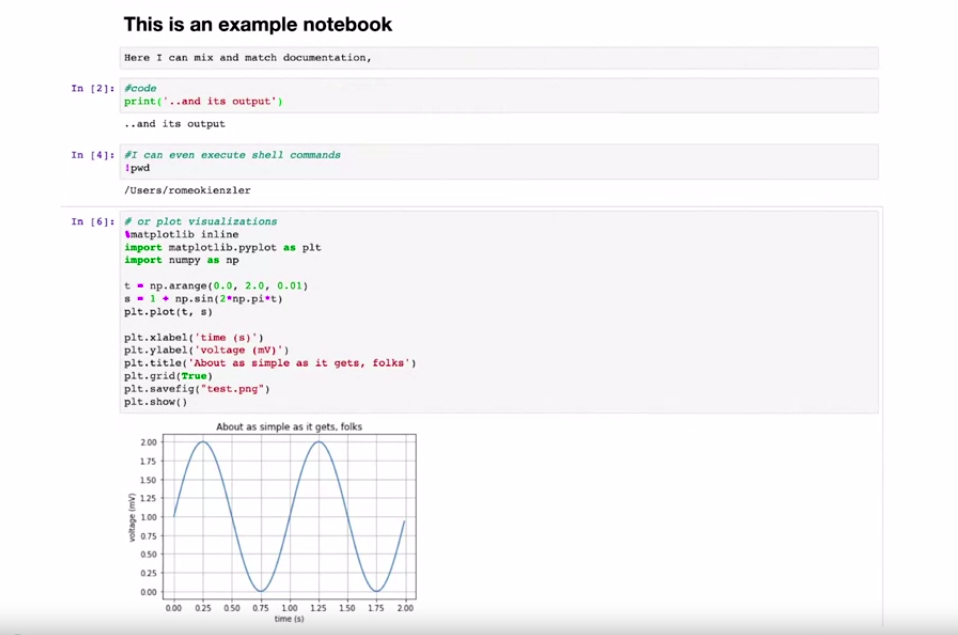 This is an example notebook
Here I can mix and match documentation,
In [2]: #code
print('..and its output')
..and its output
In [4]: #I can even execute shell commands
!pwd
/Users/romeokienzler
In [6]: # or plot visualizations
%matplotlib inline
import matplotlib.pyplot as plt
import numpy as np
t = np.arange(0.0, 2.0, 0.01)
s = 1 + np.sin(2*np.pi*t)
plt.plot(t, s)
plt.xlabel('time (s)')
plt.ylabel('voltage (mV)')
plt.title('About as simple as it gets, folks')
plt.grid(True)
plt.savefig("test.png")
plt.show()
About as simple as it gets, folks
2.00
1.75
1.50
1.25
1.00
0.75
0.50
0.25
0.00
voltage (mV)
0.00 0.25 0.50 0.75 1.00 1.25 1.50 1.75 2.00
time (s)